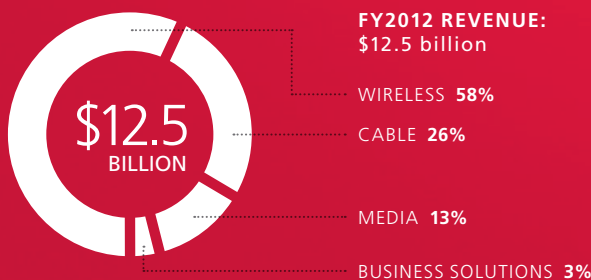 $12.5
BILLION
FY2012 REVENUE:
$12.5 billion
WIRELESS 58%
CABLE 26%
MEDIA 13%
BUSINESS SOLUTIONS 3%